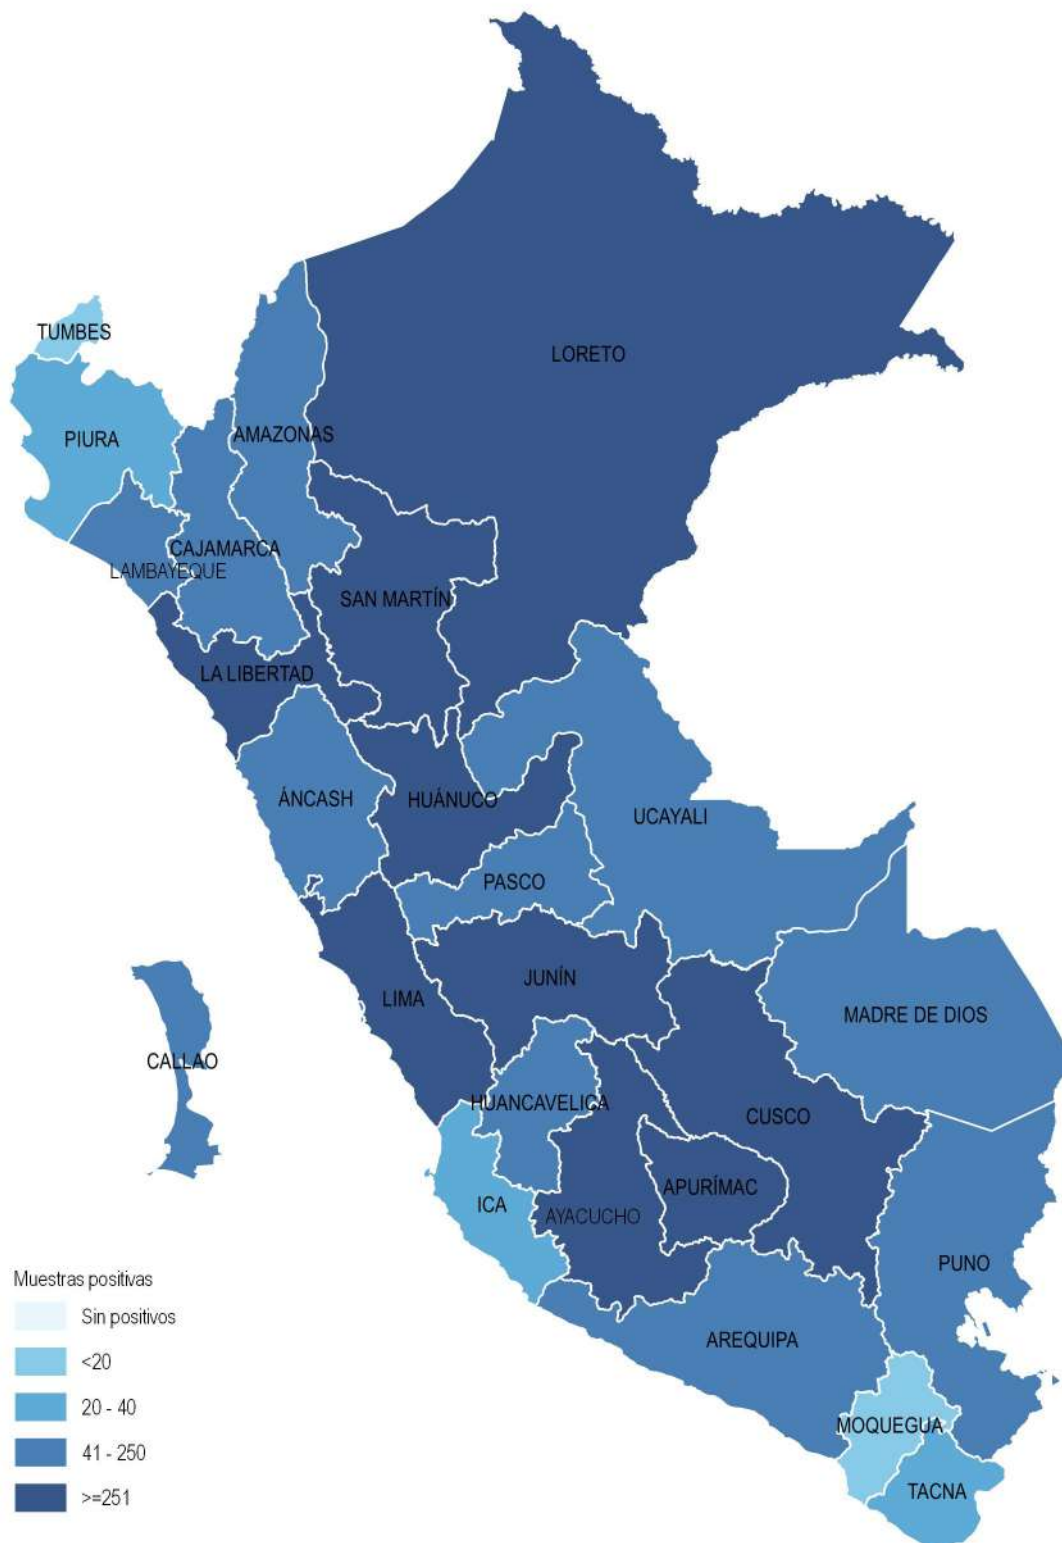 TUMBES
LORETO
PIURA
AMAZONAS
CAJAMARCA
LAMBAYEQUE
SAN MARTÍN
LA LIBERTAD
ÁNCASH
HUÁNUCO
UCAYALI
PASCO
JUNÍN
LIMA
MADRE DE DIOS
CALLAO
HUANCAVELICA
CUSCO
APURÍMAC
ICA
AYACUCHO
PUNO
AREQUIPA
MOQUEGUA
TACNA
Muestras positivas
Sin positivos
<20
20 - 40
41 - 250
>=251